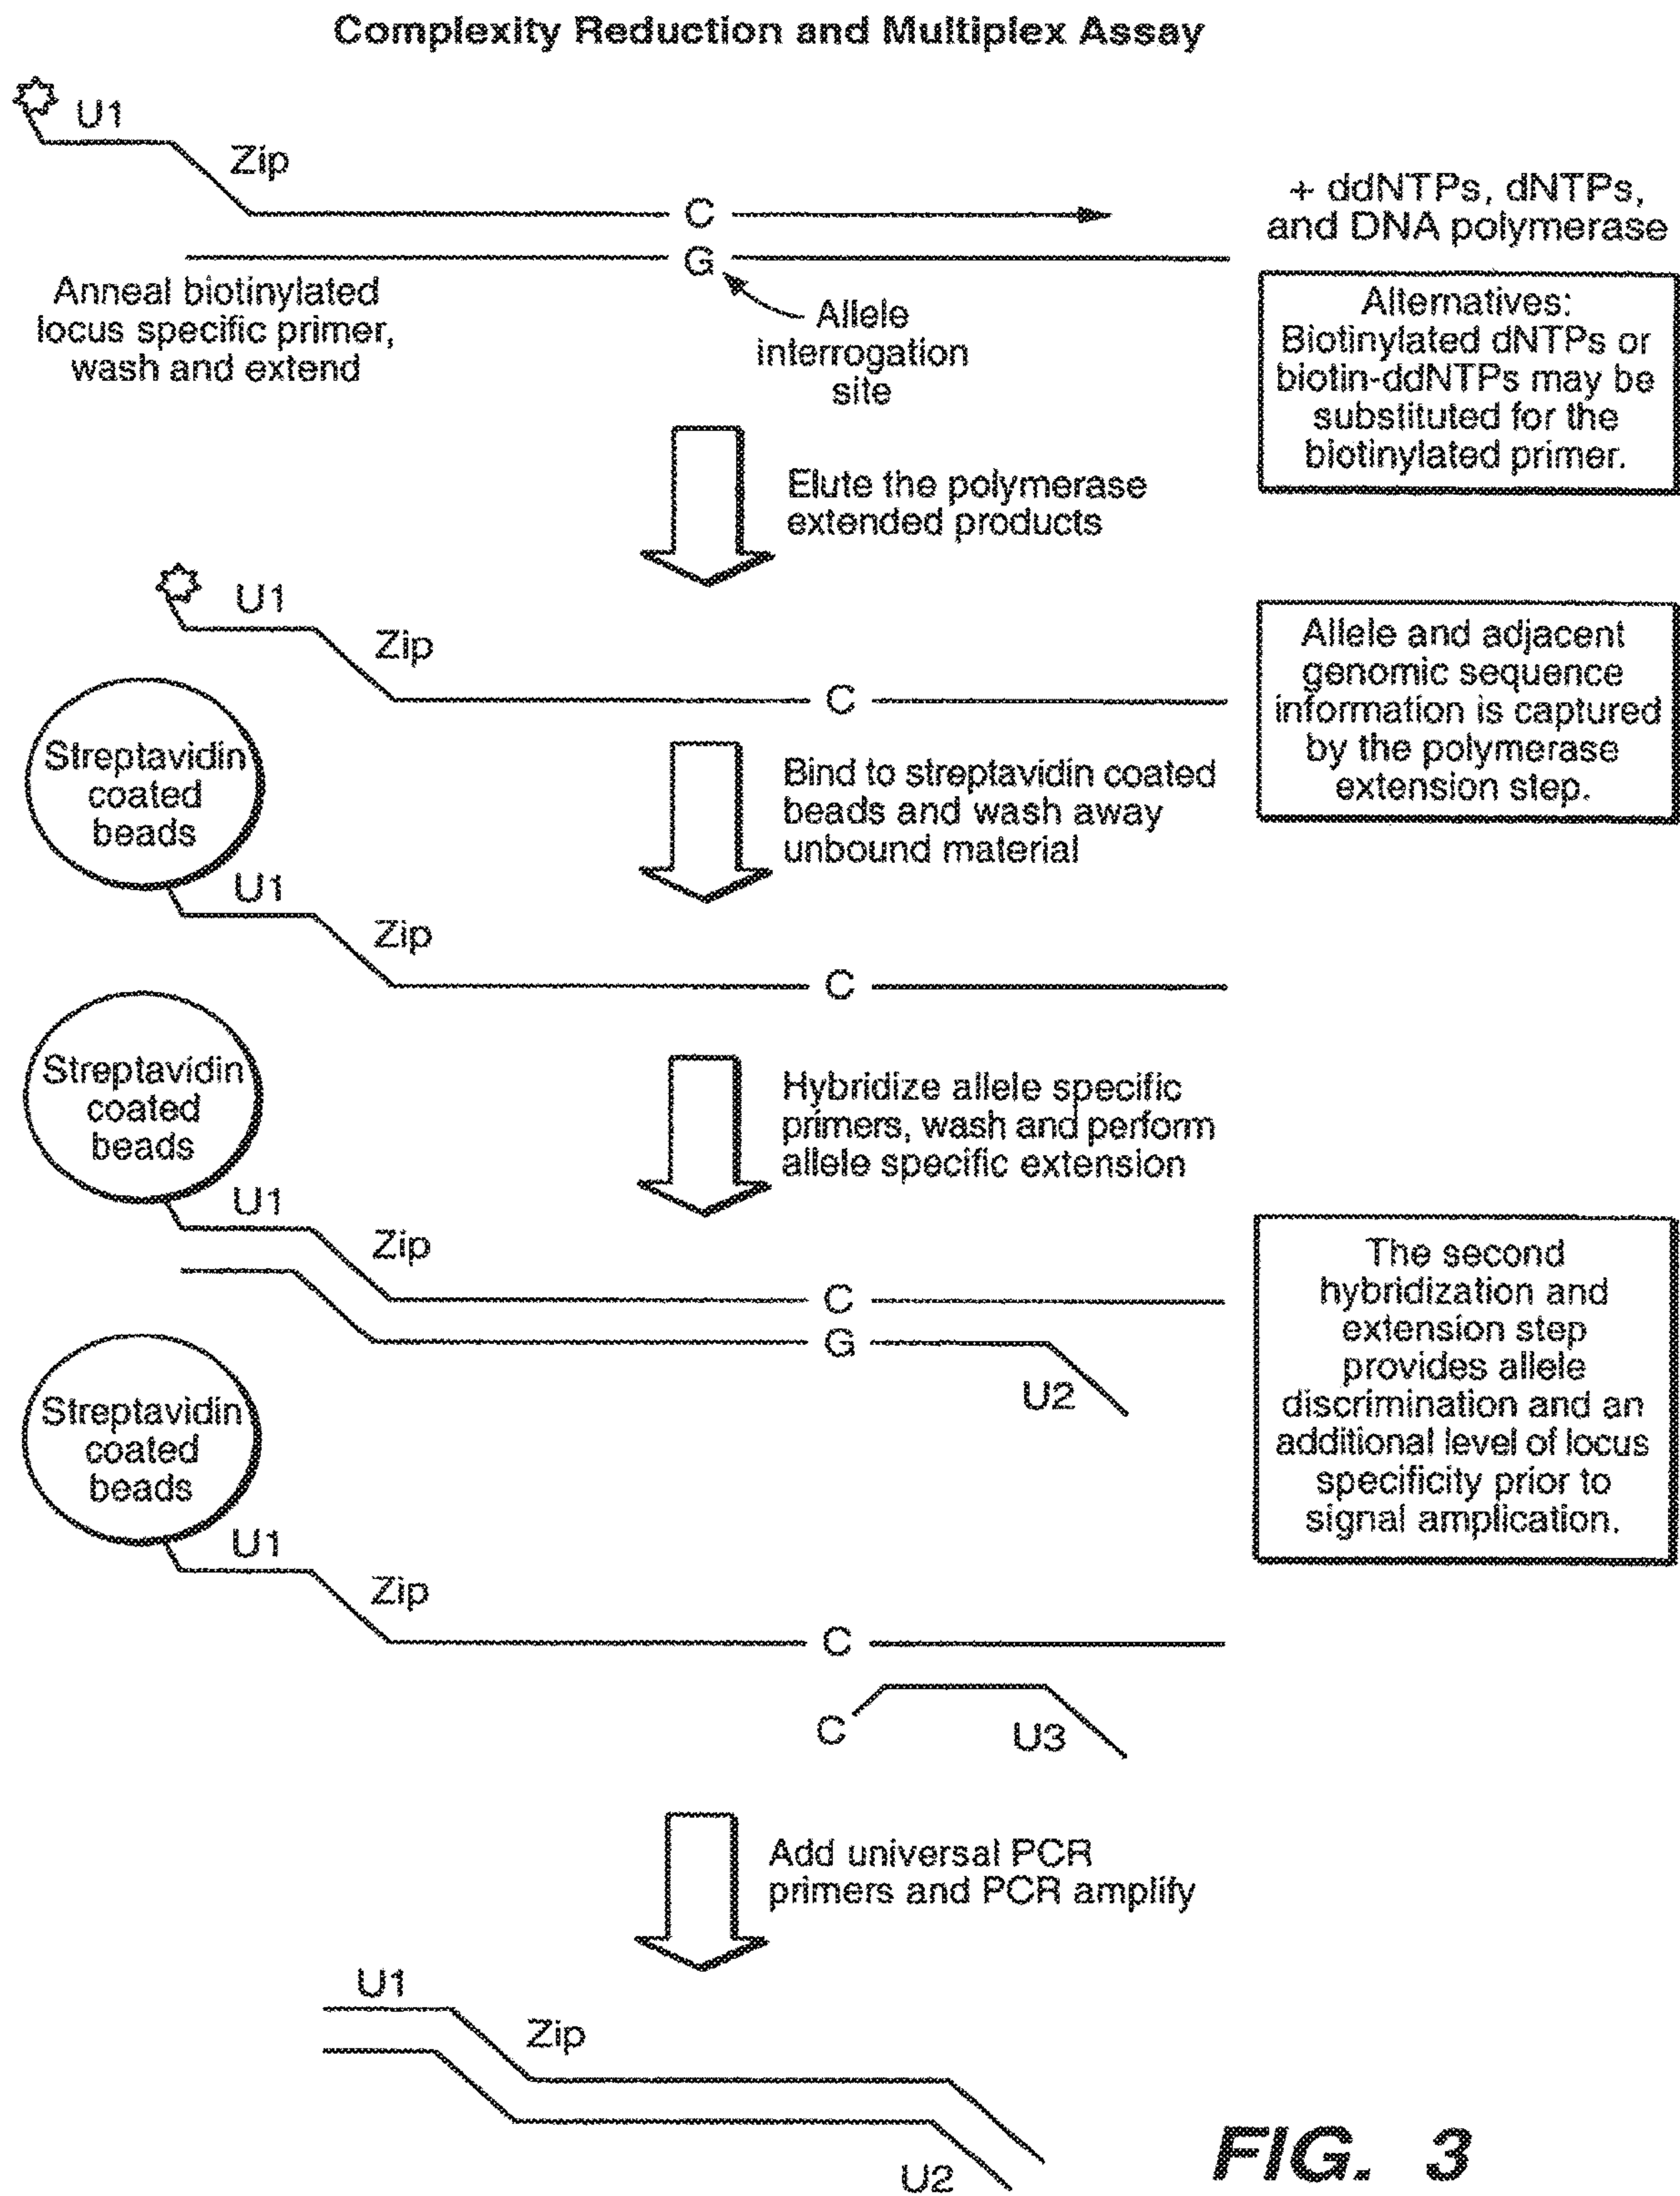 Complexity Reduction and Multiplex Assay
U1
Zip
C
G
+ ddNTPs, dNTPs,
and DNA polymerase
Anneal biotinylated
locus specific primer,
wash and extend
Allele
interrogation
site
Alternatives:
Biotinylated dNTPs or
biotin-ddNTPs may be
substituted for the
biotinylated primer.
Elute the polymerase
extended products
U1
Zip
C
Allele and adjacent
genomic sequence
information is captured
by the polymerase
extension step.
Streptavidin
coated
beads
Bind to streptavidin coated
beads and wash away
unbound material
U1
Zip
C
Streptavidin
coated
beads
Hybridize allele specific
primers, wash and perform
allele specific extension
U1
Zip
C
G
U2
The second
hybridization and
extension step
provides allele
discrimination and an
additional level of locus
specificity prior to
signal amplication.
Streptavidin
coated
beads
U1
Zip
C
C
U3
Add universal PCR
primers and PCR amplify
U1
Zip
U2
FIG. 3